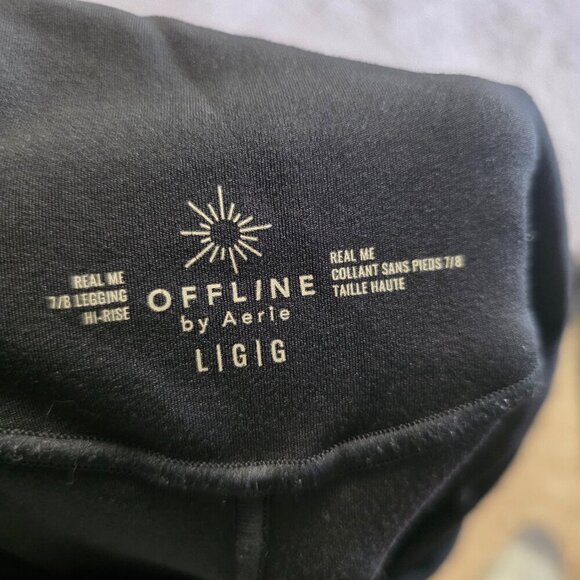 REAL ME
7/8 LEGGING
HI-RISE
OFFLINE
by Aerie
L|G|G
REAL ME
COLLANT SANS PIEDS 7/8
TAILLE HAUTE